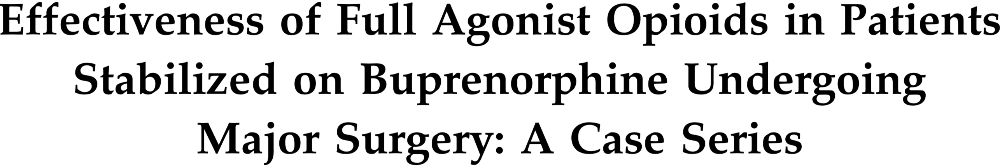 Effectiveness of Full Agonist Opioids in Patients
Stabilized on Buprenorphine Undergoing
Major Surgery: A Case Series